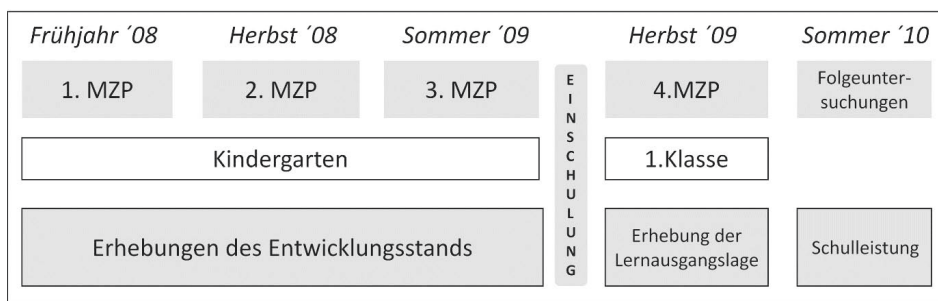 Frühjahr ´08 Herbst ´08 Sommer ´09 Herbst ´09 Sommer ´10
1. MZP 2. MZP 3. MZP 4.MZP Folgeunter-
suchungen
EINSCHULUNG
Kindergarten 1.Klasse
Erhebungen des Entwicklungsstands
Erhebung der
Lernausgangslage
Schulleistung